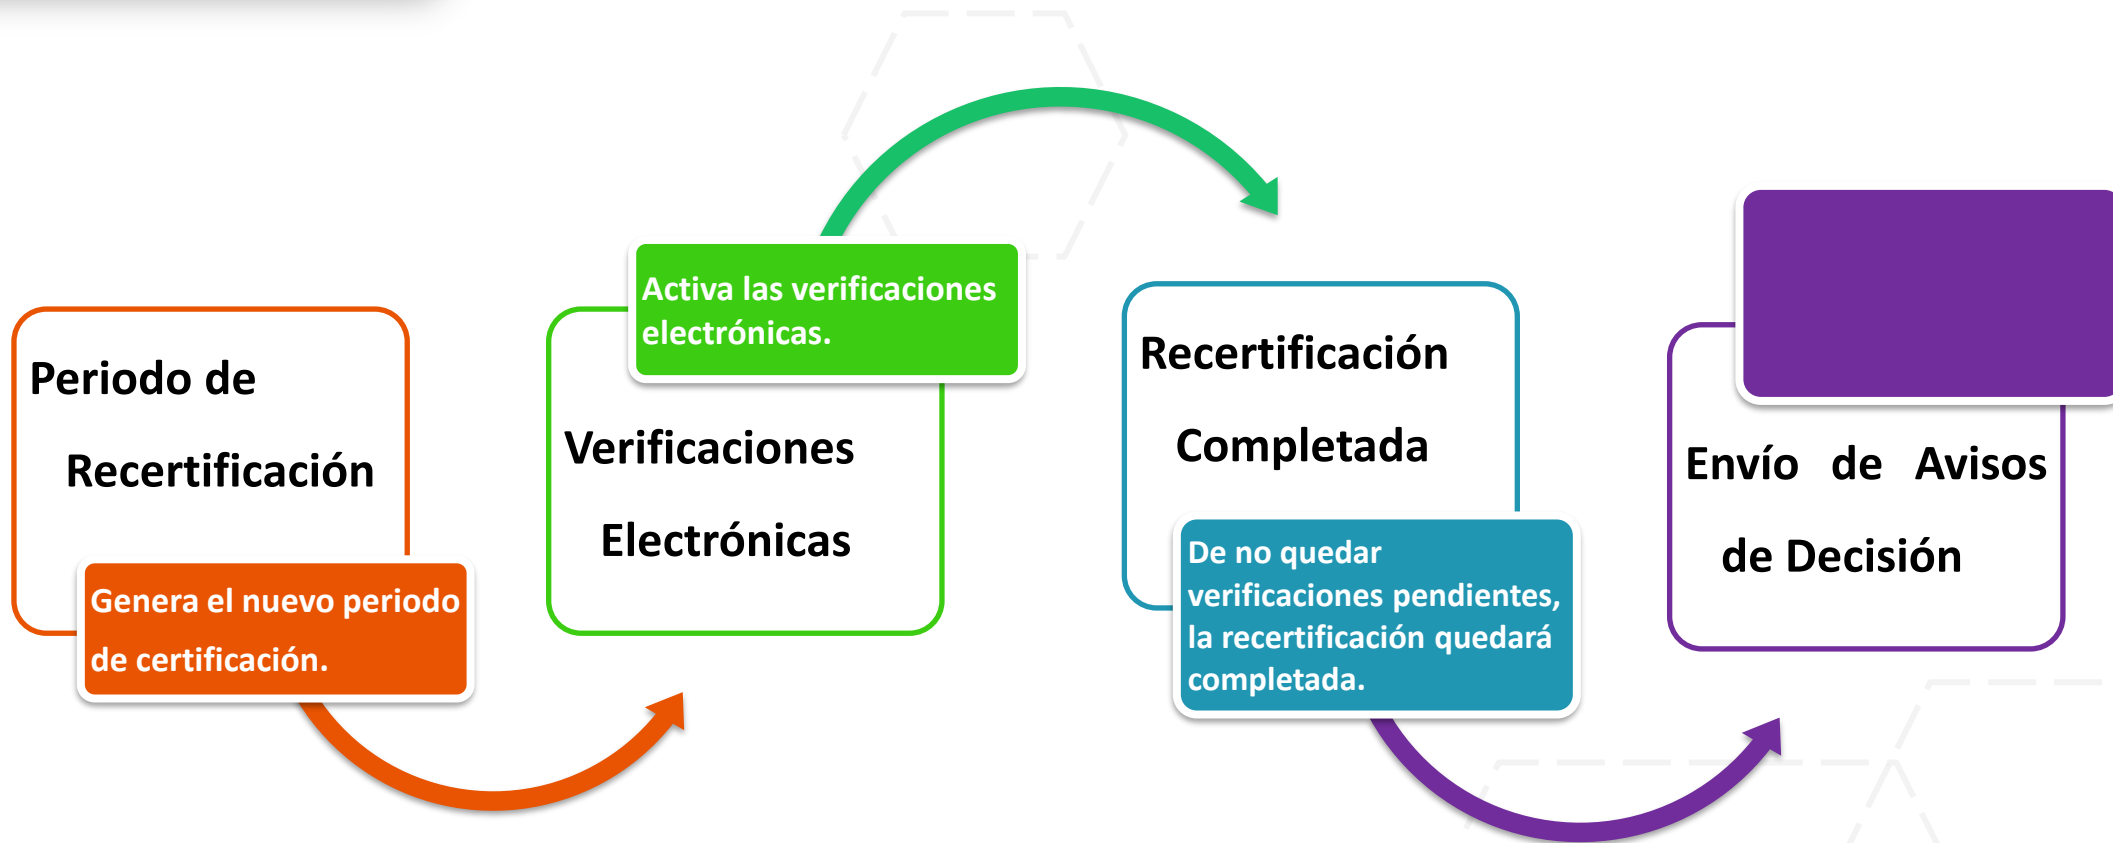 Periodo de
Recertificación
Genera el nuevo periodo
de certificación.
Activa las verificaciones
electrónicas.
Verificaciones
Electrónicas
Recertificación
Completada
De no quedar
verificaciones pendientes,
la recertificación quedará
completada.
Envío de Avisos
de Decisión